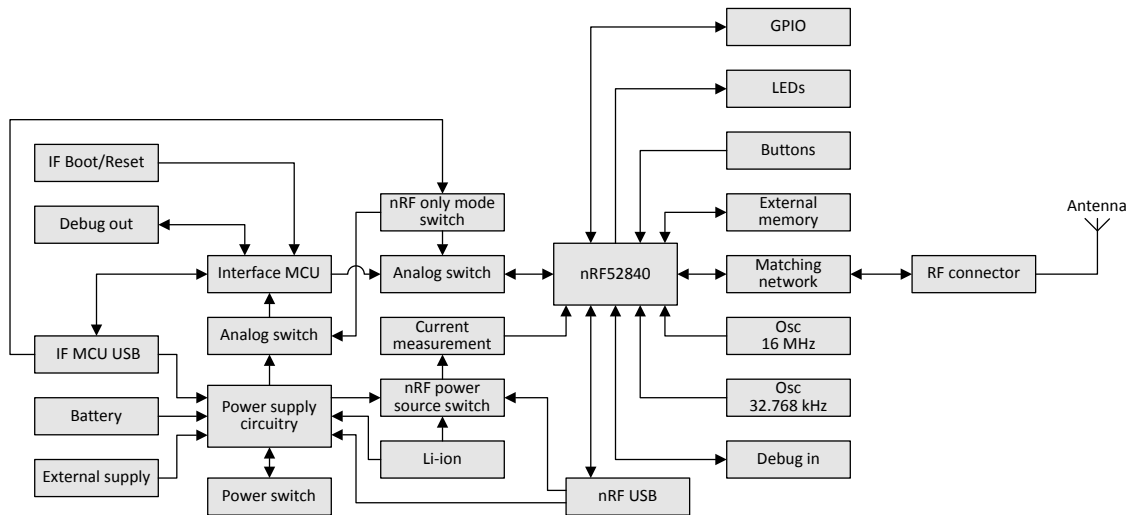 GPIO
LEDs
Buttons
IF Boot/Reset
nRF only mode
switch
External
memory
Antenna
Debug out
Interface MCU
Analog switch
nRF52840
Matching
network
RF connector
Analog switch
Current
measurement
Osc
16 MHz
IF MCU USB
Battery
Power supply
circuitry
nRF power
source switch
Osc
32.768 kHz
External supply
Li-ion
Debug in
Power switch
nRF USB